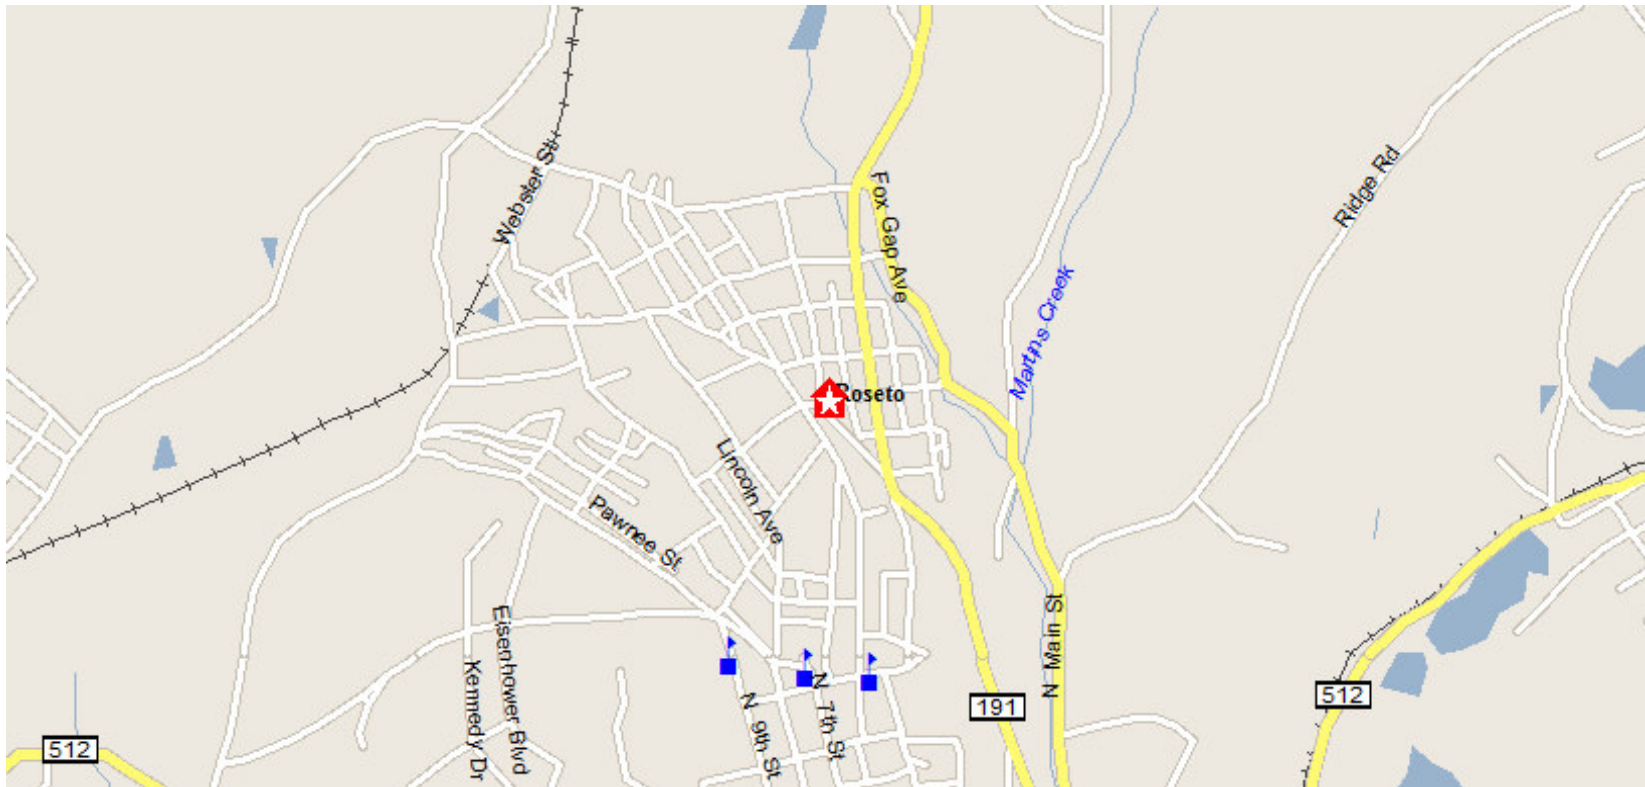 Webster St
Fox Gap Ave
Ridge Rd
Martins Creek
Roseto
Lincoln Ave
Pawnee St
Eisenhower Blvd
Kennedy Dr
N Main St
N 9th St
N 7th St
191
512
512